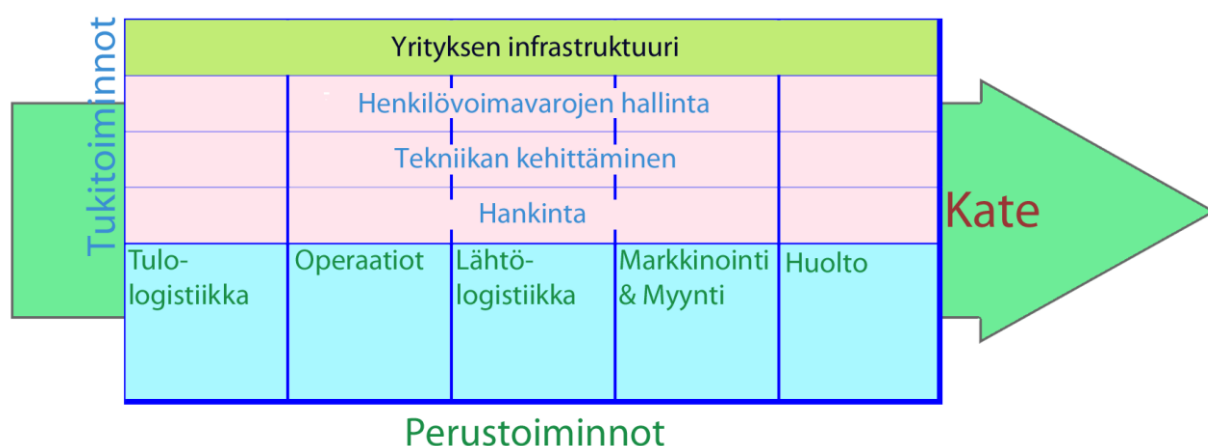 Tukitoiminnot
Yrityksen infrastruktuuri
Henkilövoimavarojen hallinta
Tekniikan kehittäminen
Hankinta
Tulo-
logistiikka
Operaatiot
Lähtö-
logistiikka
Markkinointi
& Myynti
Huolto
Kate
Perustoiminnot